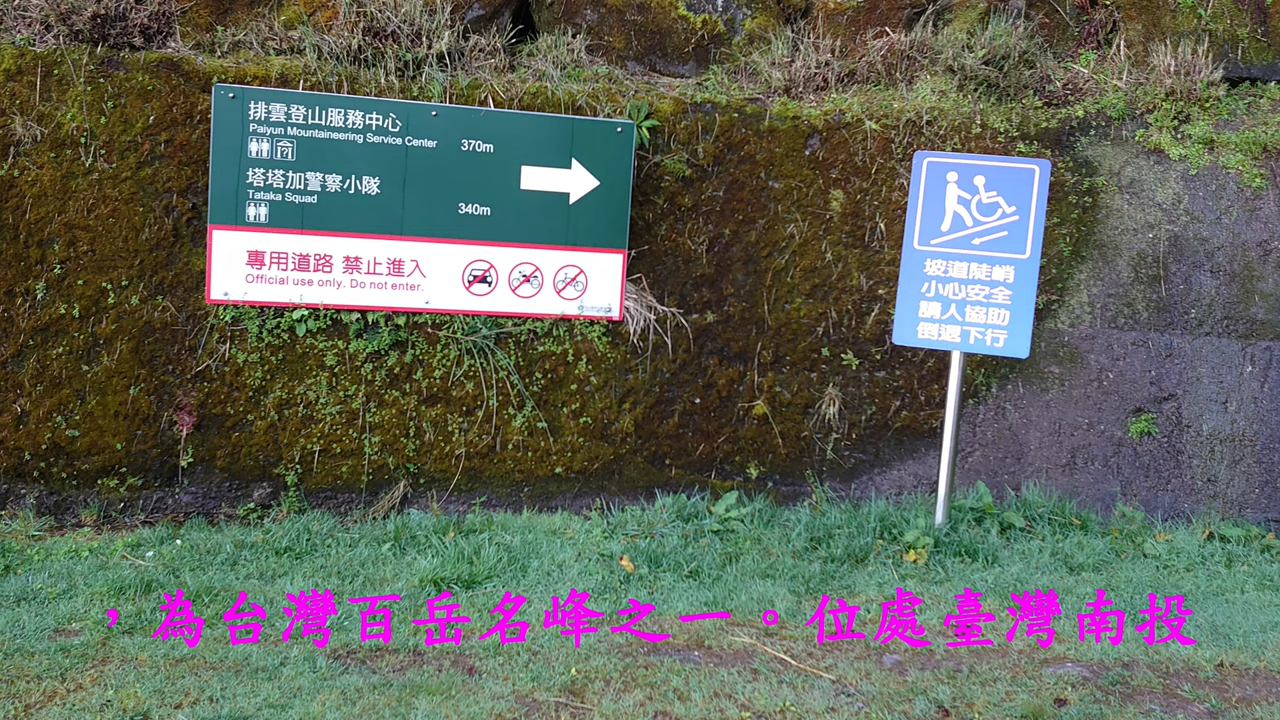 排雲登山服務中心
Paiyun Mountaineering Service Center 370m
塔塔加警察小隊
Tataka Squad 340m
專用道路 禁止進入
Official use only. Do not enter.
坡道陡峭
小心安全
請人協助
倒退下行
，為台灣百岳名峰之一。位處臺灣南投